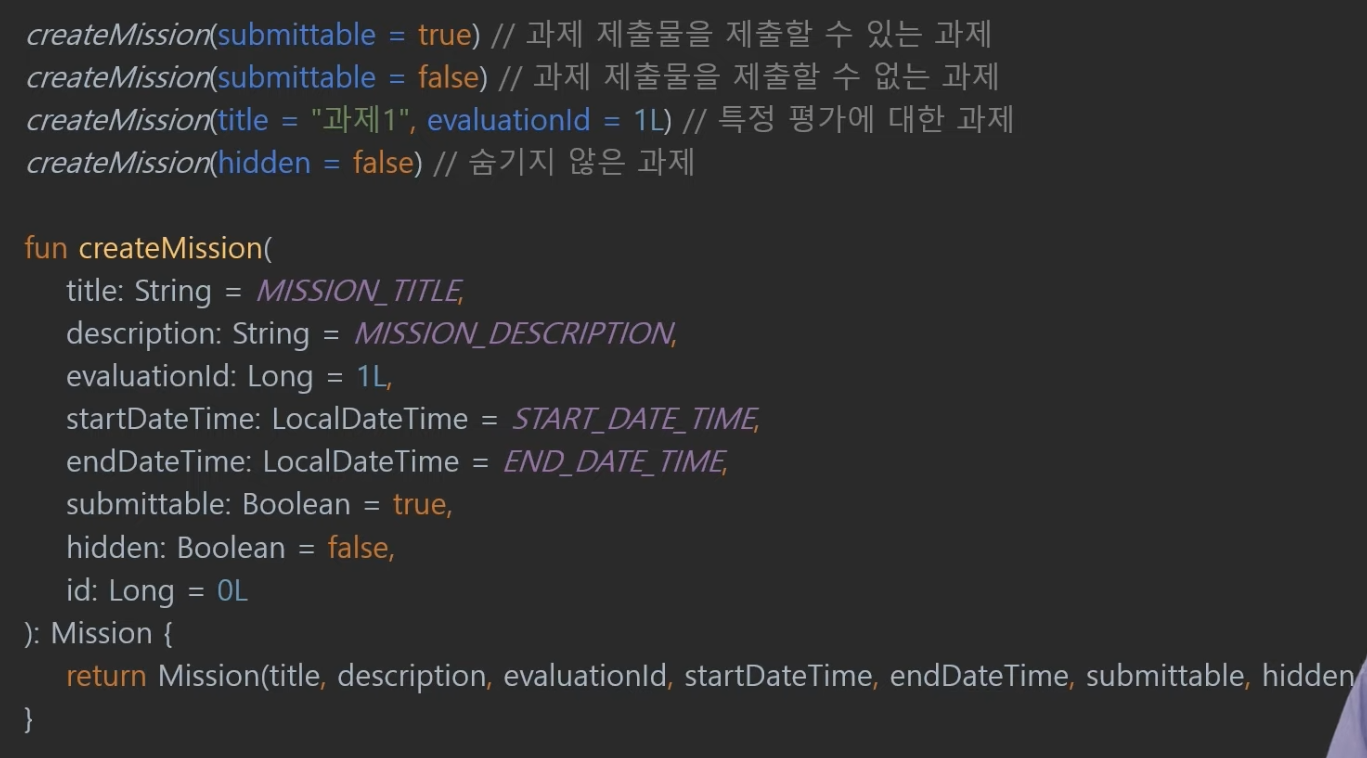 createMission(submittable = true) // 과제 제출물을 제출할 수 있는 과제
createMission(submittable = false) // 과제 제출물을 제출할 수 없는 과제
createMission(title = "과제1", evaluationId = 1L) // 특정 평가에 대한 과제
createMission(hidden = false) // 숨기지 않은 과제
fun createMission(
title: String = MISSION_TITLE,
description: String = MISSION_DESCRIPTION,
evaluationId: Long = 1L,
startDateTime: LocalDateTime = START_DATE_TIME,
endDateTime: LocalDateTime = END_DATE_TIME,
submittable: Boolean = true,
hidden: Boolean = false,
id: Long = 0L
): Mission {
return Mission(title, description, evaluationId, startDateTime, endDateTime, submittable, hidden
}